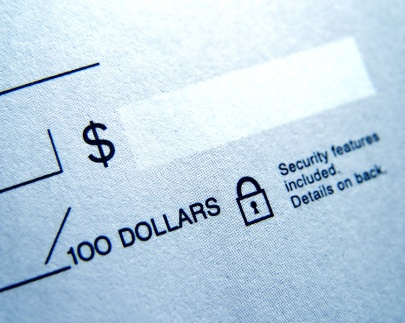 $
/100 DOLLARS
Security features
included.
Details on back.